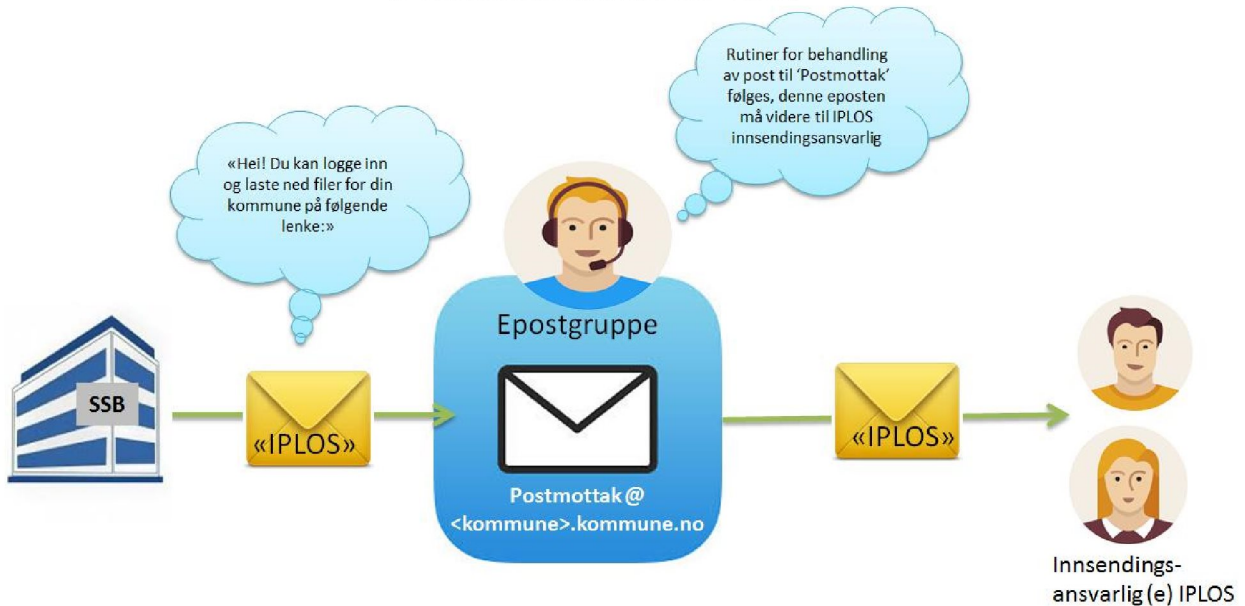 Rutiner for behandling
av post til ‘Postmottak’
følges, denne eposten
må videre til IPLOS
innsendingsansvarlig
«Hei! Du kan logge inn
og laste ned filer for din
kommune på følgende
lenke:»
Epostgruppe
SSB
«IPLOS»
«IPLOS»
Postmottak@
<kommune>.kommune.no
Innsendings-
ansvarlig(e) IPLOS